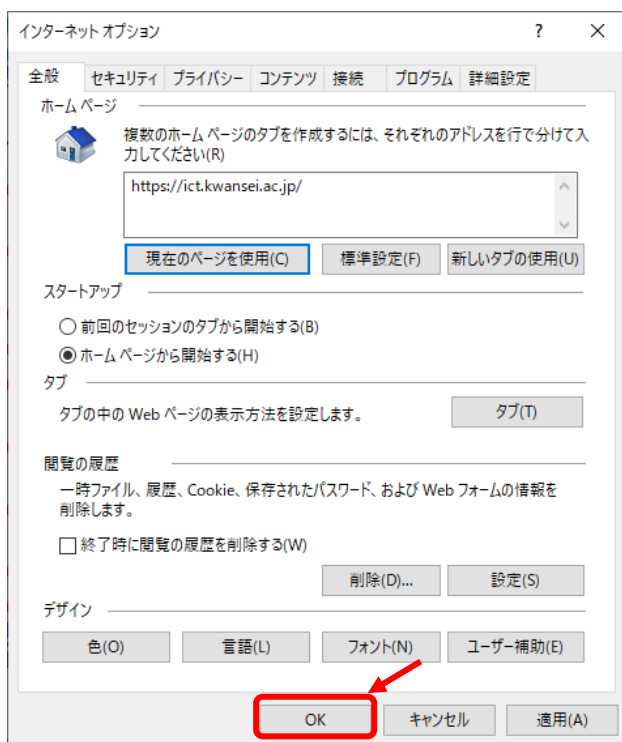 インターネット オプション ? ×
全般 セキュリティ プライバシー コンテンツ 接続 プログラム 詳細設定
ホーム ページ
複数のホーム ページのタブを作成するには、それぞれのアドレスを行で分けて入
力してください(R)
https://ict.kwansei.ac.jp/
現在のページを使用(C) 標準設定(F) 新しいタブの使用(U)
スタートアップ
前回のセッションのタブから開始する(B)
ホーム ページから開始する(H)
タブ
タブの中の Web ページの表示方法を設定します。 タブ(T)
閲覧の履歴
一時ファイル、履歴、Cookie、保存されたパスワード、および Web フォームの情報を
削除します。
終了時に閲覧の履歴を削除する(W)
削除(D)... 設定(S)
デザイン
色(O) 言語(L) フォント(N) ユーザー補助(E)
OK キャンセル 適用(A)